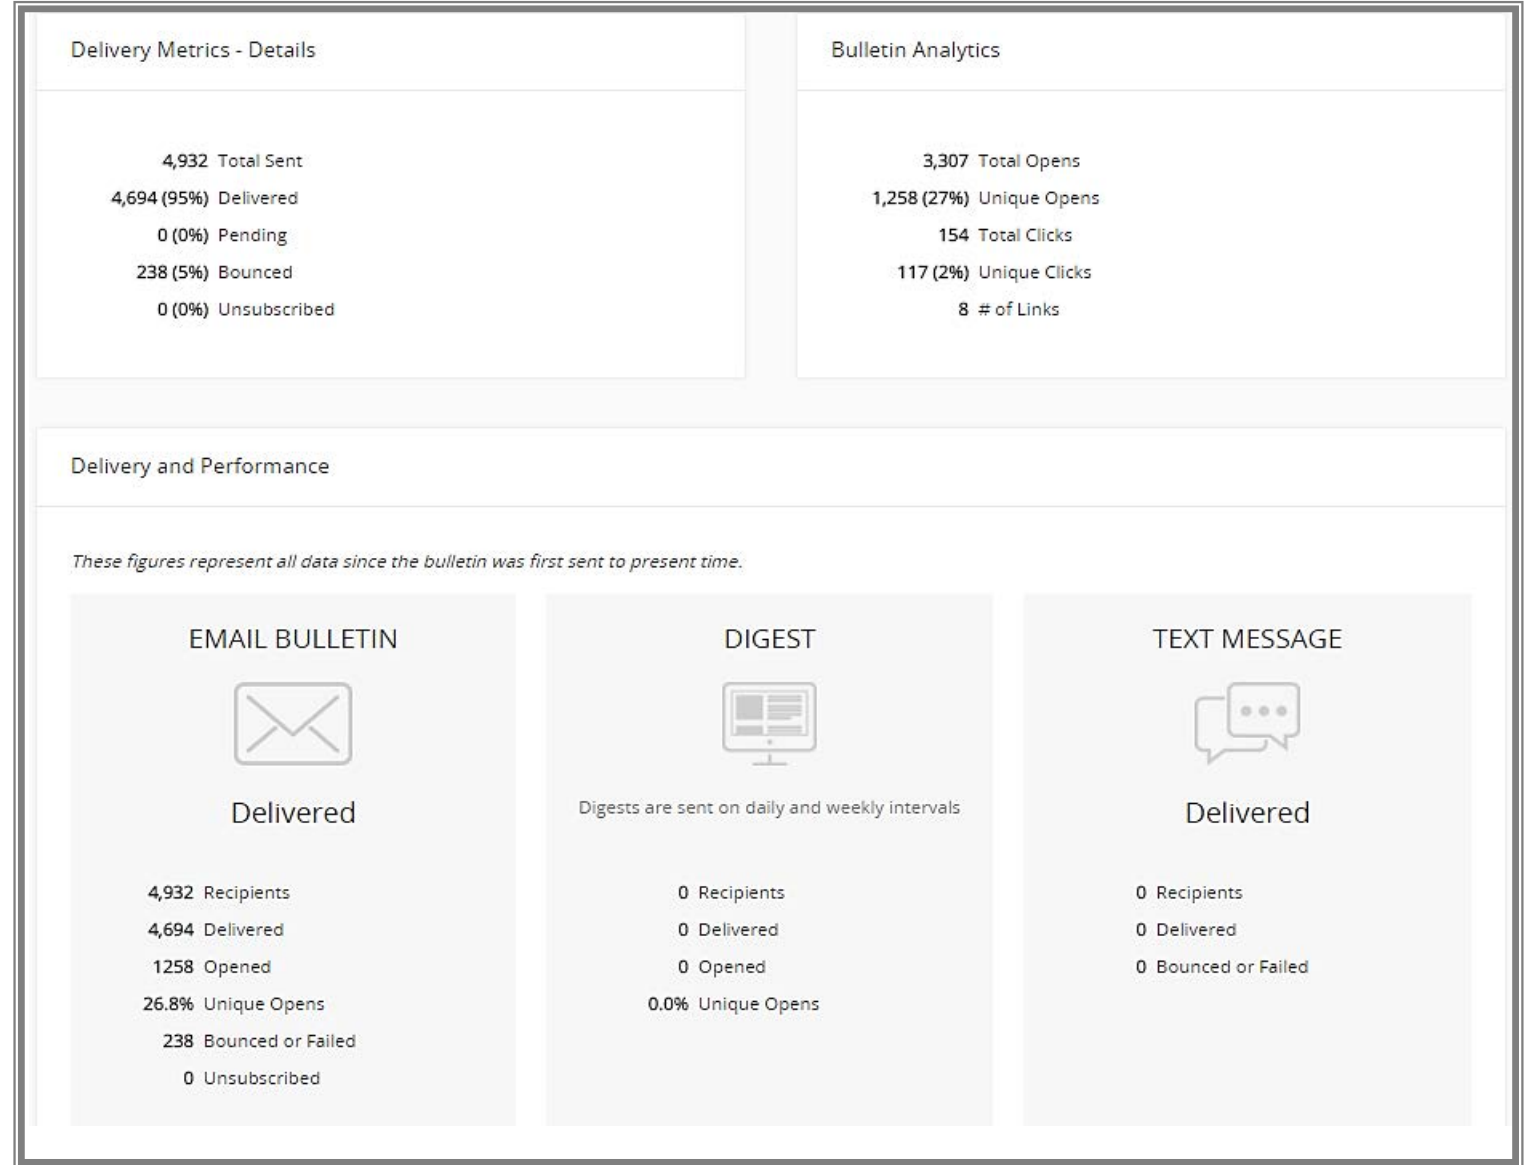 Delivery Metrics - Details
4,932 Total Sent
4,694 (95%) Delivered
0 (0%) Pending
238 (5%) Bounced
0 (0%) Unsubscribed
Bulletin Analytics
3,307 Total Opens
1,258 (27%) Unique Opens
154 Total Clicks
117 (2%) Unique Clicks
8 # of Links
Delivery and Performance
These figures represent all data since the bulletin was first sent to present time.
EMAIL BULLETIN
Delivered
4,932 Recipients
4,694 Delivered
1258 Opened
26.8% Unique Opens
238 Bounced or Failed
0 Unsubscribed
DIGEST
Digests are sent on daily and weekly intervals
0 Recipients
0 Delivered
0 Opened
0.0% Unique Opens
TEXT MESSAGE
Delivered
0 Recipients
0 Delivered
0 Bounced or Failed